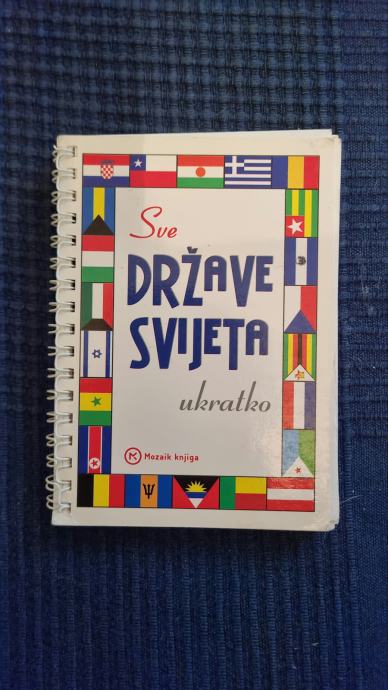 Sve
DRŽAVE
SVIJETA
ukratko
Mozaik knjiga